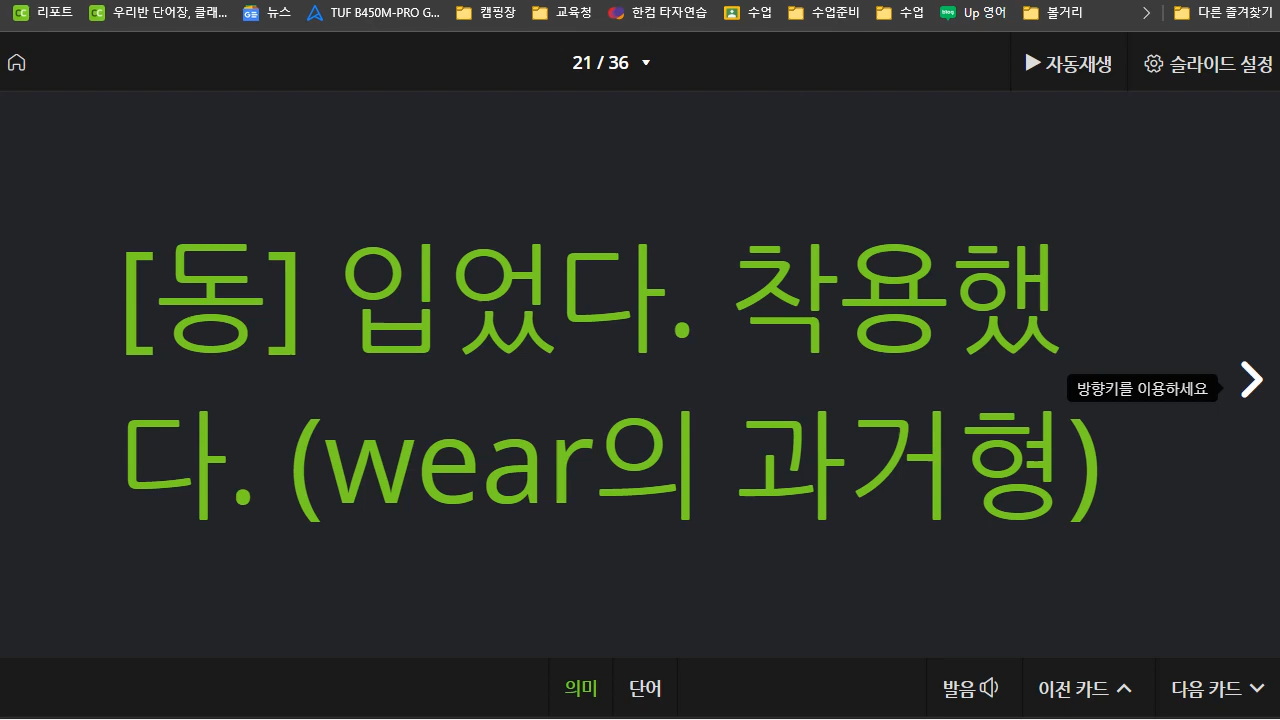 리포트 우리반 단어장, 클래... 뉴스 TUF B450M-PRO G... 캠핑장 교육청 한컴 타자연습 수업 수업준비 수업 Up 영어 볼거리 다른 즐겨찾기
21 / 36 자동재생 슬라이드 설정
[동] 입었다. 착용했
다. (wear의 과거형)
방향키를 이용하세요
의미 단어 발음 이전 카드 다음 카드